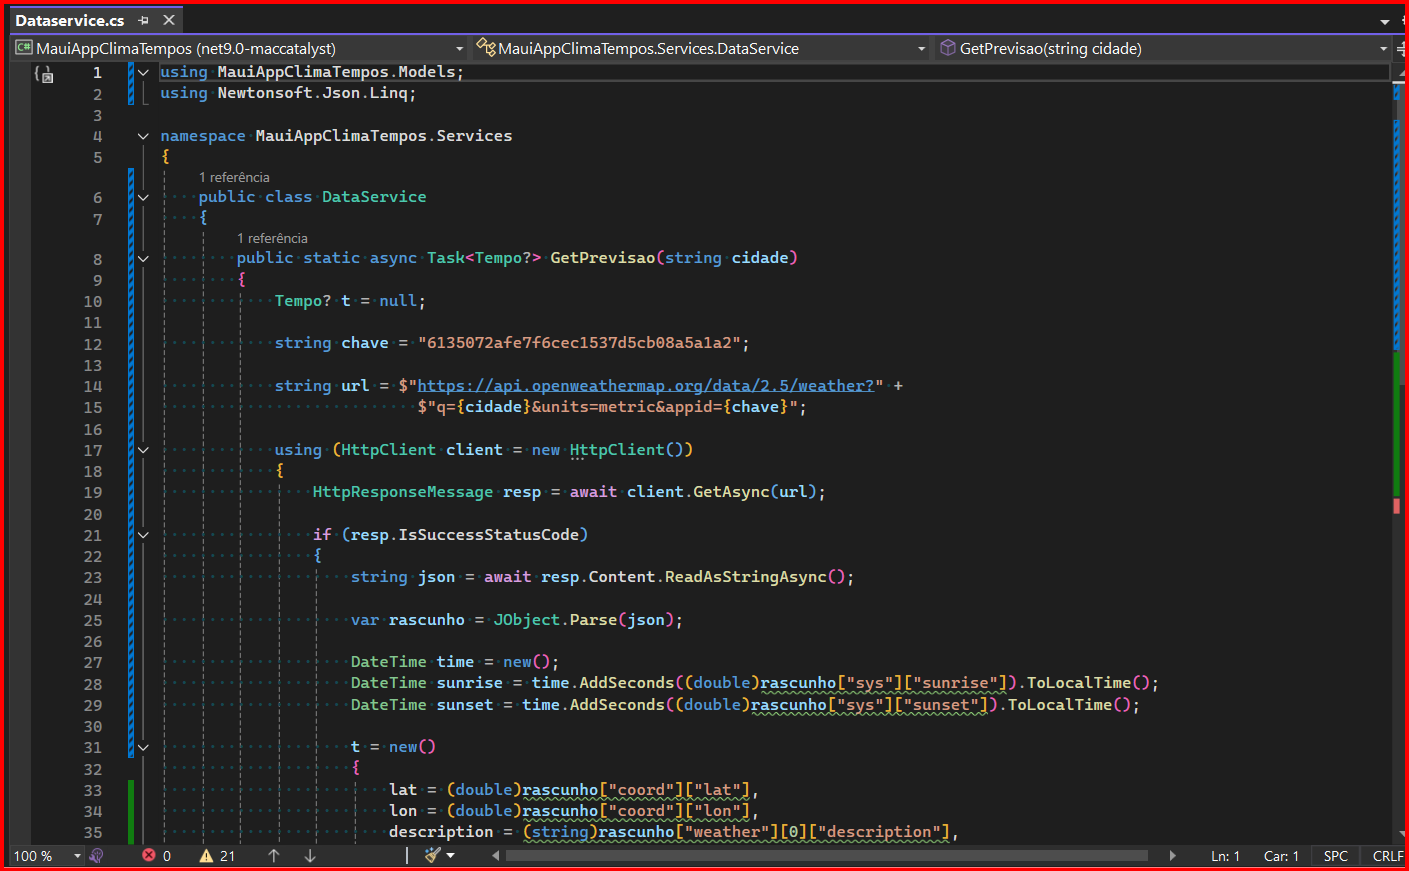 Dataservice.cs
MauiAppClimaTempos (net9.0-maccatalyst)
MauiAppClimaTempos.Services.DataService
GetPrevisao(string cidade)
1 using MauiAppClimaTempos.Models;
2 using Newtonsoft.Json.Linq;
3
4 namespace MauiAppClimaTempos.Services
5 {
1 referência
6 public class DataService
7 {
1 referência
8 public static async Task<Tempo?> GetPrevisao(string cidade)
9 {
10 Tempo? t = null;
11
12 string chave = "6135072afe7f6cec1537d5cb08a5a1a2";
13
14 string url = $"https://api.openweathermap.org/data/2.5/weather?" +
15 $"q={cidade}&units=metric&appid={chave}";
16
17 using (HttpClient client = new HttpClient())
18 {
19 HttpResponseMessage resp = await client.GetAsync(url);
20
21 if (resp.IsSuccessStatusCode)
22 {
23 string json = await resp.Content.ReadAsStringAsync();
24
25 var rascunho = JObject.Parse(json);
26
27 DateTime time = new();
28 DateTime sunrise = time.AddSeconds((double)rascunho["sys"]["sunrise"]).ToLocalTime();
29 DateTime sunset = time.AddSeconds((double)rascunho["sys"]["sunset"]).ToLocalTime();
30
31 t = new()
32 {
33 lat = (double)rascunho["coord"]["lat"],
34 lon = (double)rascunho["coord"]["lon"],
35 description = (string)rascunho["weather"][0]["description"],
100 % 0 21 Ln: 1 Car: 1 SPC CRLF